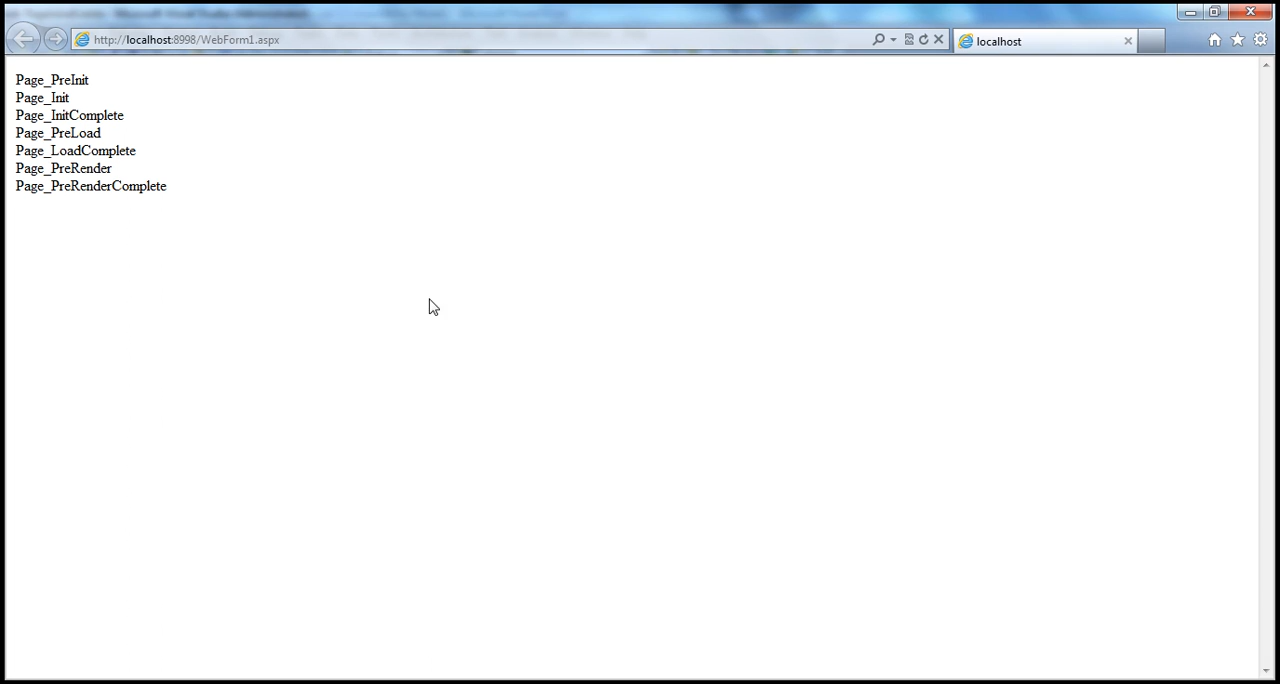 http://localhost:8998/WebForm1.aspx
localhost
Page_PreInit
Page_Init
Page_InitComplete
Page_PreLoad
Page_LoadComplete
Page_PreRender
Page_PreRenderComplete